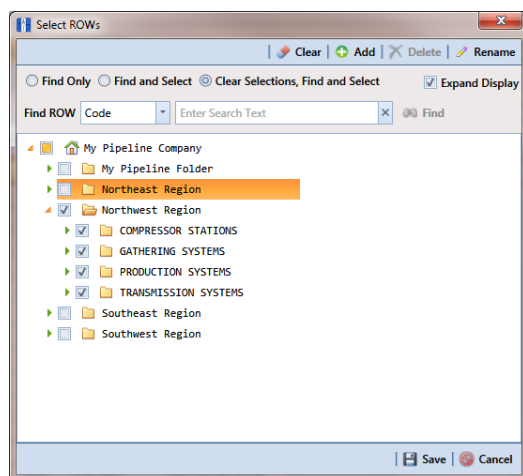 Select ROWs
Clear | Add | Delete | Rename
Find Only Find and Select Clear Selections, Find and Select Expand Display
Find ROW Code Enter Search Text Find
My Pipeline Company
My Pipeline Folder
Northeast Region
Northwest Region
COMPRESSOR STATIONS
GATHERING SYSTEMS
PRODUCTION SYSTEMS
TRANSMISSION SYSTEMS
Southeast Region
Southwest Region
Save | Cancel